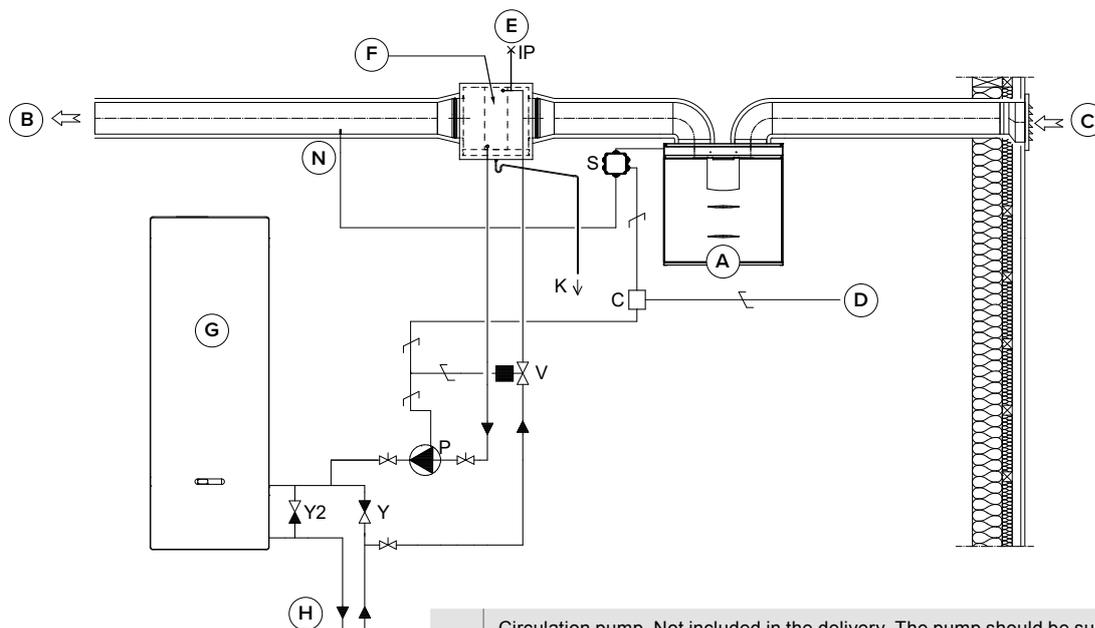 E
IP
F
B
C
N
S
A
K
C
D
G
V
P
Y2
Y
H
Circulation pump. Not included in the delivery. The pump should be su